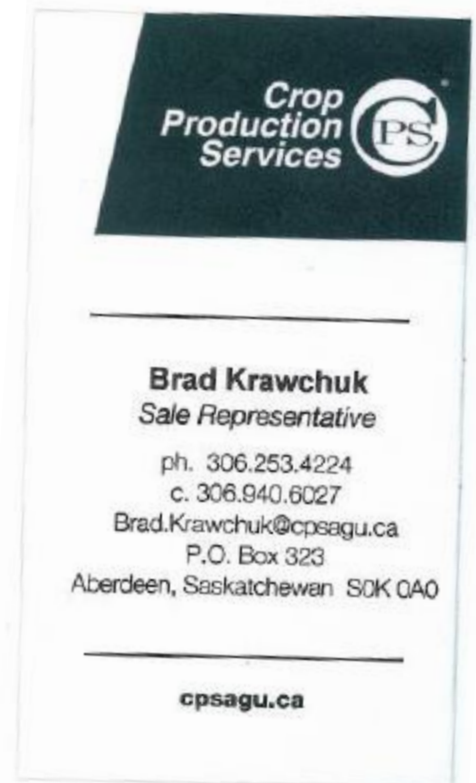 Crop
Production
Services
CPS
Brad Krawchuk
Sale Representative
ph. 306.253.4224
c. 306.940.6027
Brad.Krawchuk@cpsagu.ca
P.O. Box 323
Aberdeen, Saskatchewan S0K 0A0
cpsagu.ca